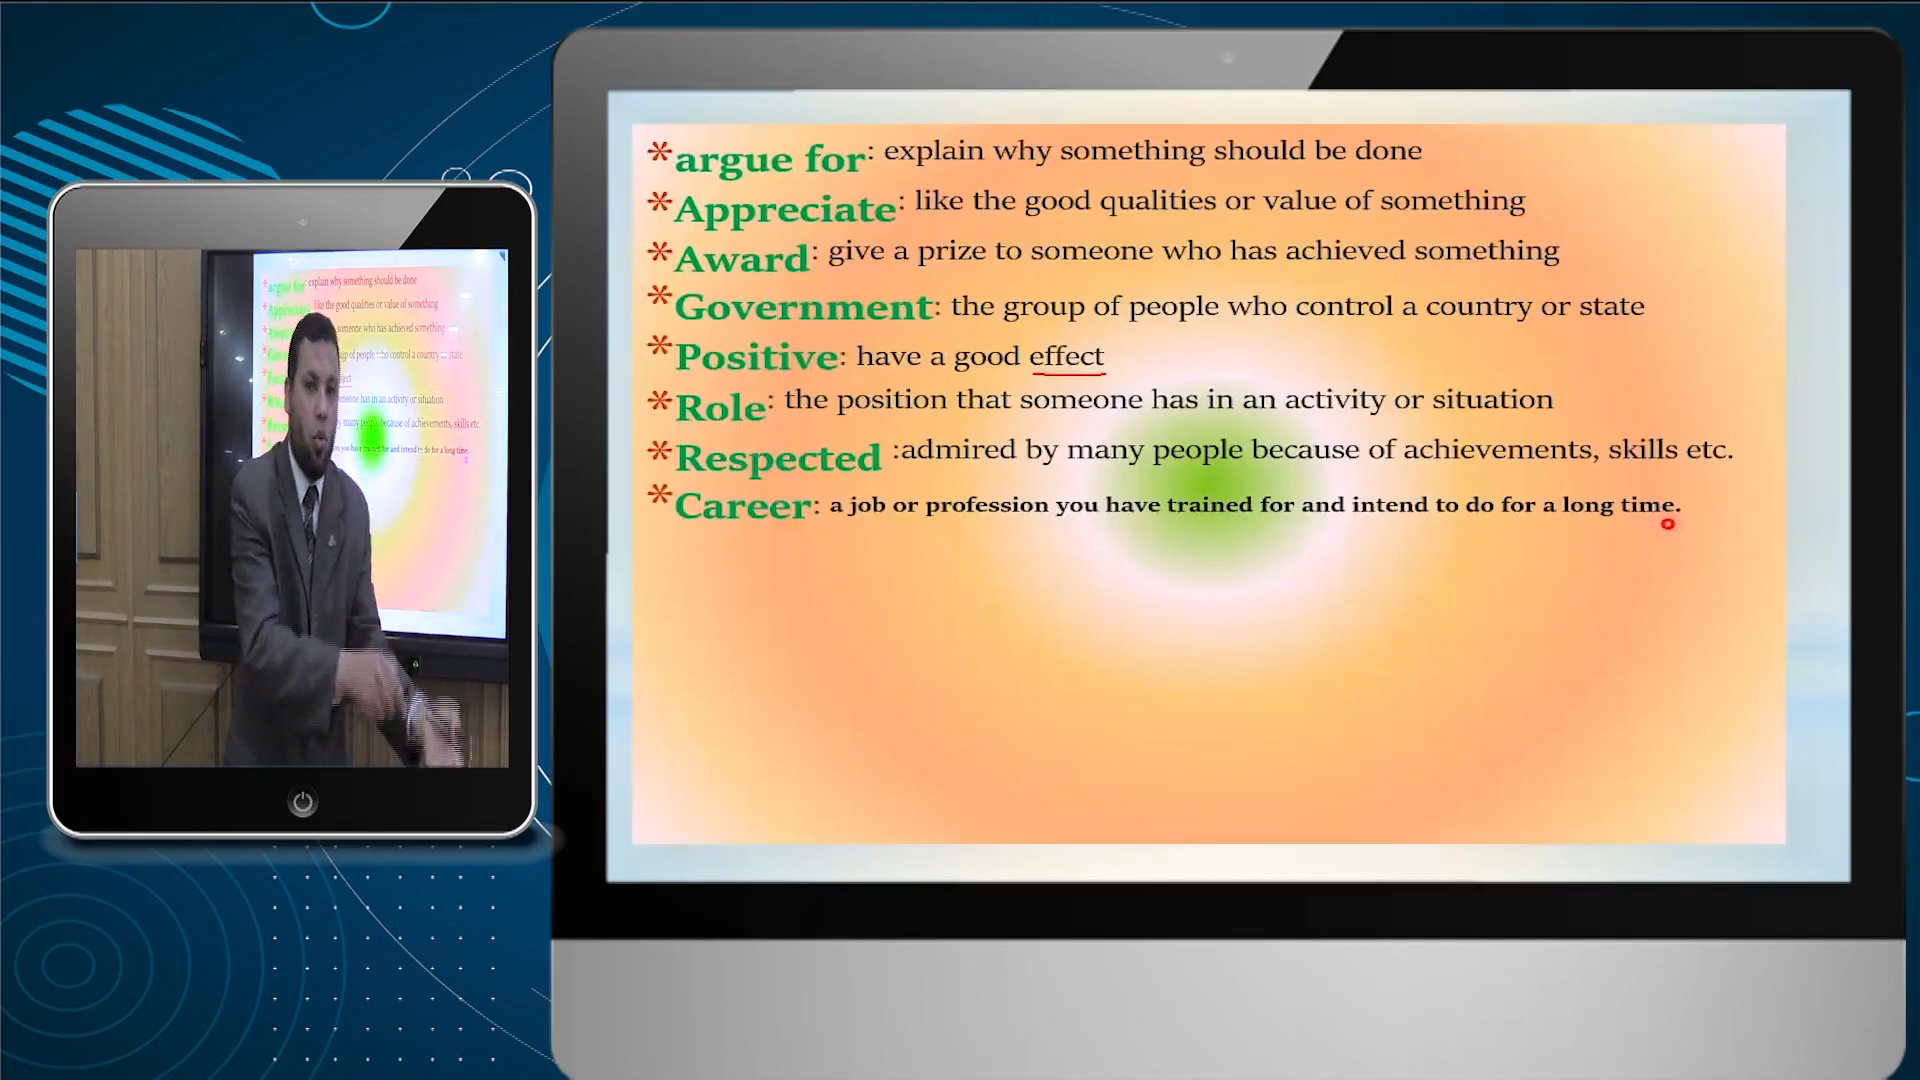 *argue for: explain why something should be done
*Appreciate: like the good qualities or value of something
*Award: give a prize to someone who has achieved something
*Government: the group of people who control a country or state
*Positive: have a good effect
*Role: the position that someone has in an activity or situation
*Respected :admired by many people because of achievements, skills etc.
*Career: a job or profession you have trained for and intend to do for a long time.